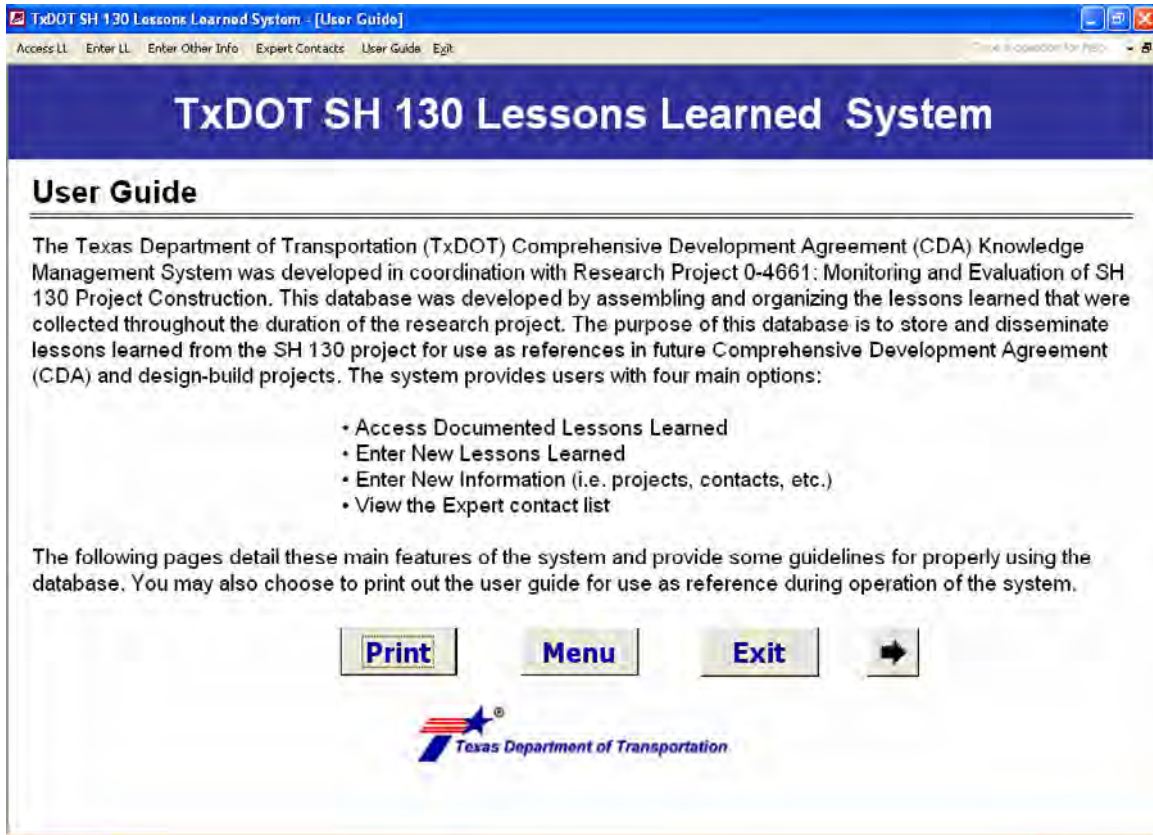 TxDOT SH 130 Lessons Learned System - [User Guide]
Access LL Enter LL Enter Other Info Expert Contacts User Guide Exit
TxDOT SH 130 Lessons Learned System
User Guide
The Texas Department of Transportation (TxDOT) Comprehensive Development Agreement (CDA) Knowledge
Management System was developed in coordination with Research Project 0-4661: Monitoring and Evaluation of SH
130 Project Construction. This database was developed by assembling and organizing the lessons learned that were
collected throughout the duration of the research project. The purpose of this database is to store and disseminate
lessons learned from the SH 130 project for use as references in future Comprehensive Development Agreement
(CDA) and design-build projects. The system provides users with four main options:
• Access Documented Lessons Learned
• Enter New Lessons Learned
• Enter New Information (i.e. projects, contacts, etc.)
• View the Expert contact list
The following pages detail these main features of the system and provide some guidelines for properly using the
database. You may also choose to print out the user guide for use as reference during operation of the system.
Print Menu Exit
®
Texas Department of Transportation